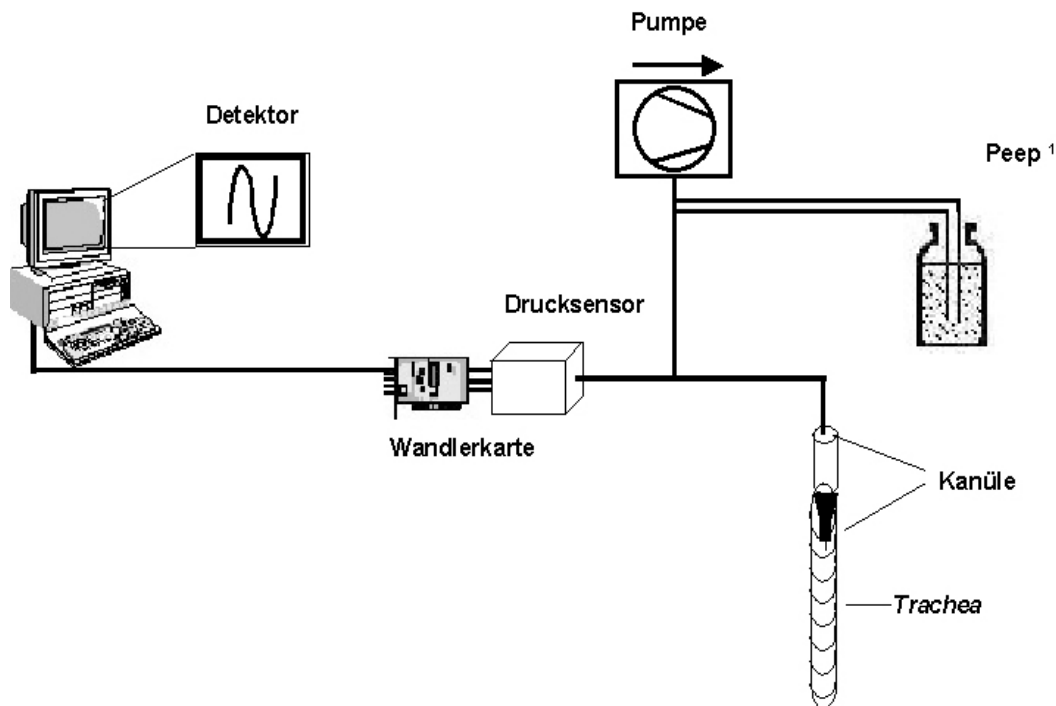 Pumpe
Detektor
Peep ¹
Drucksensor
Wandlerkarte
Kanüle
Trachea